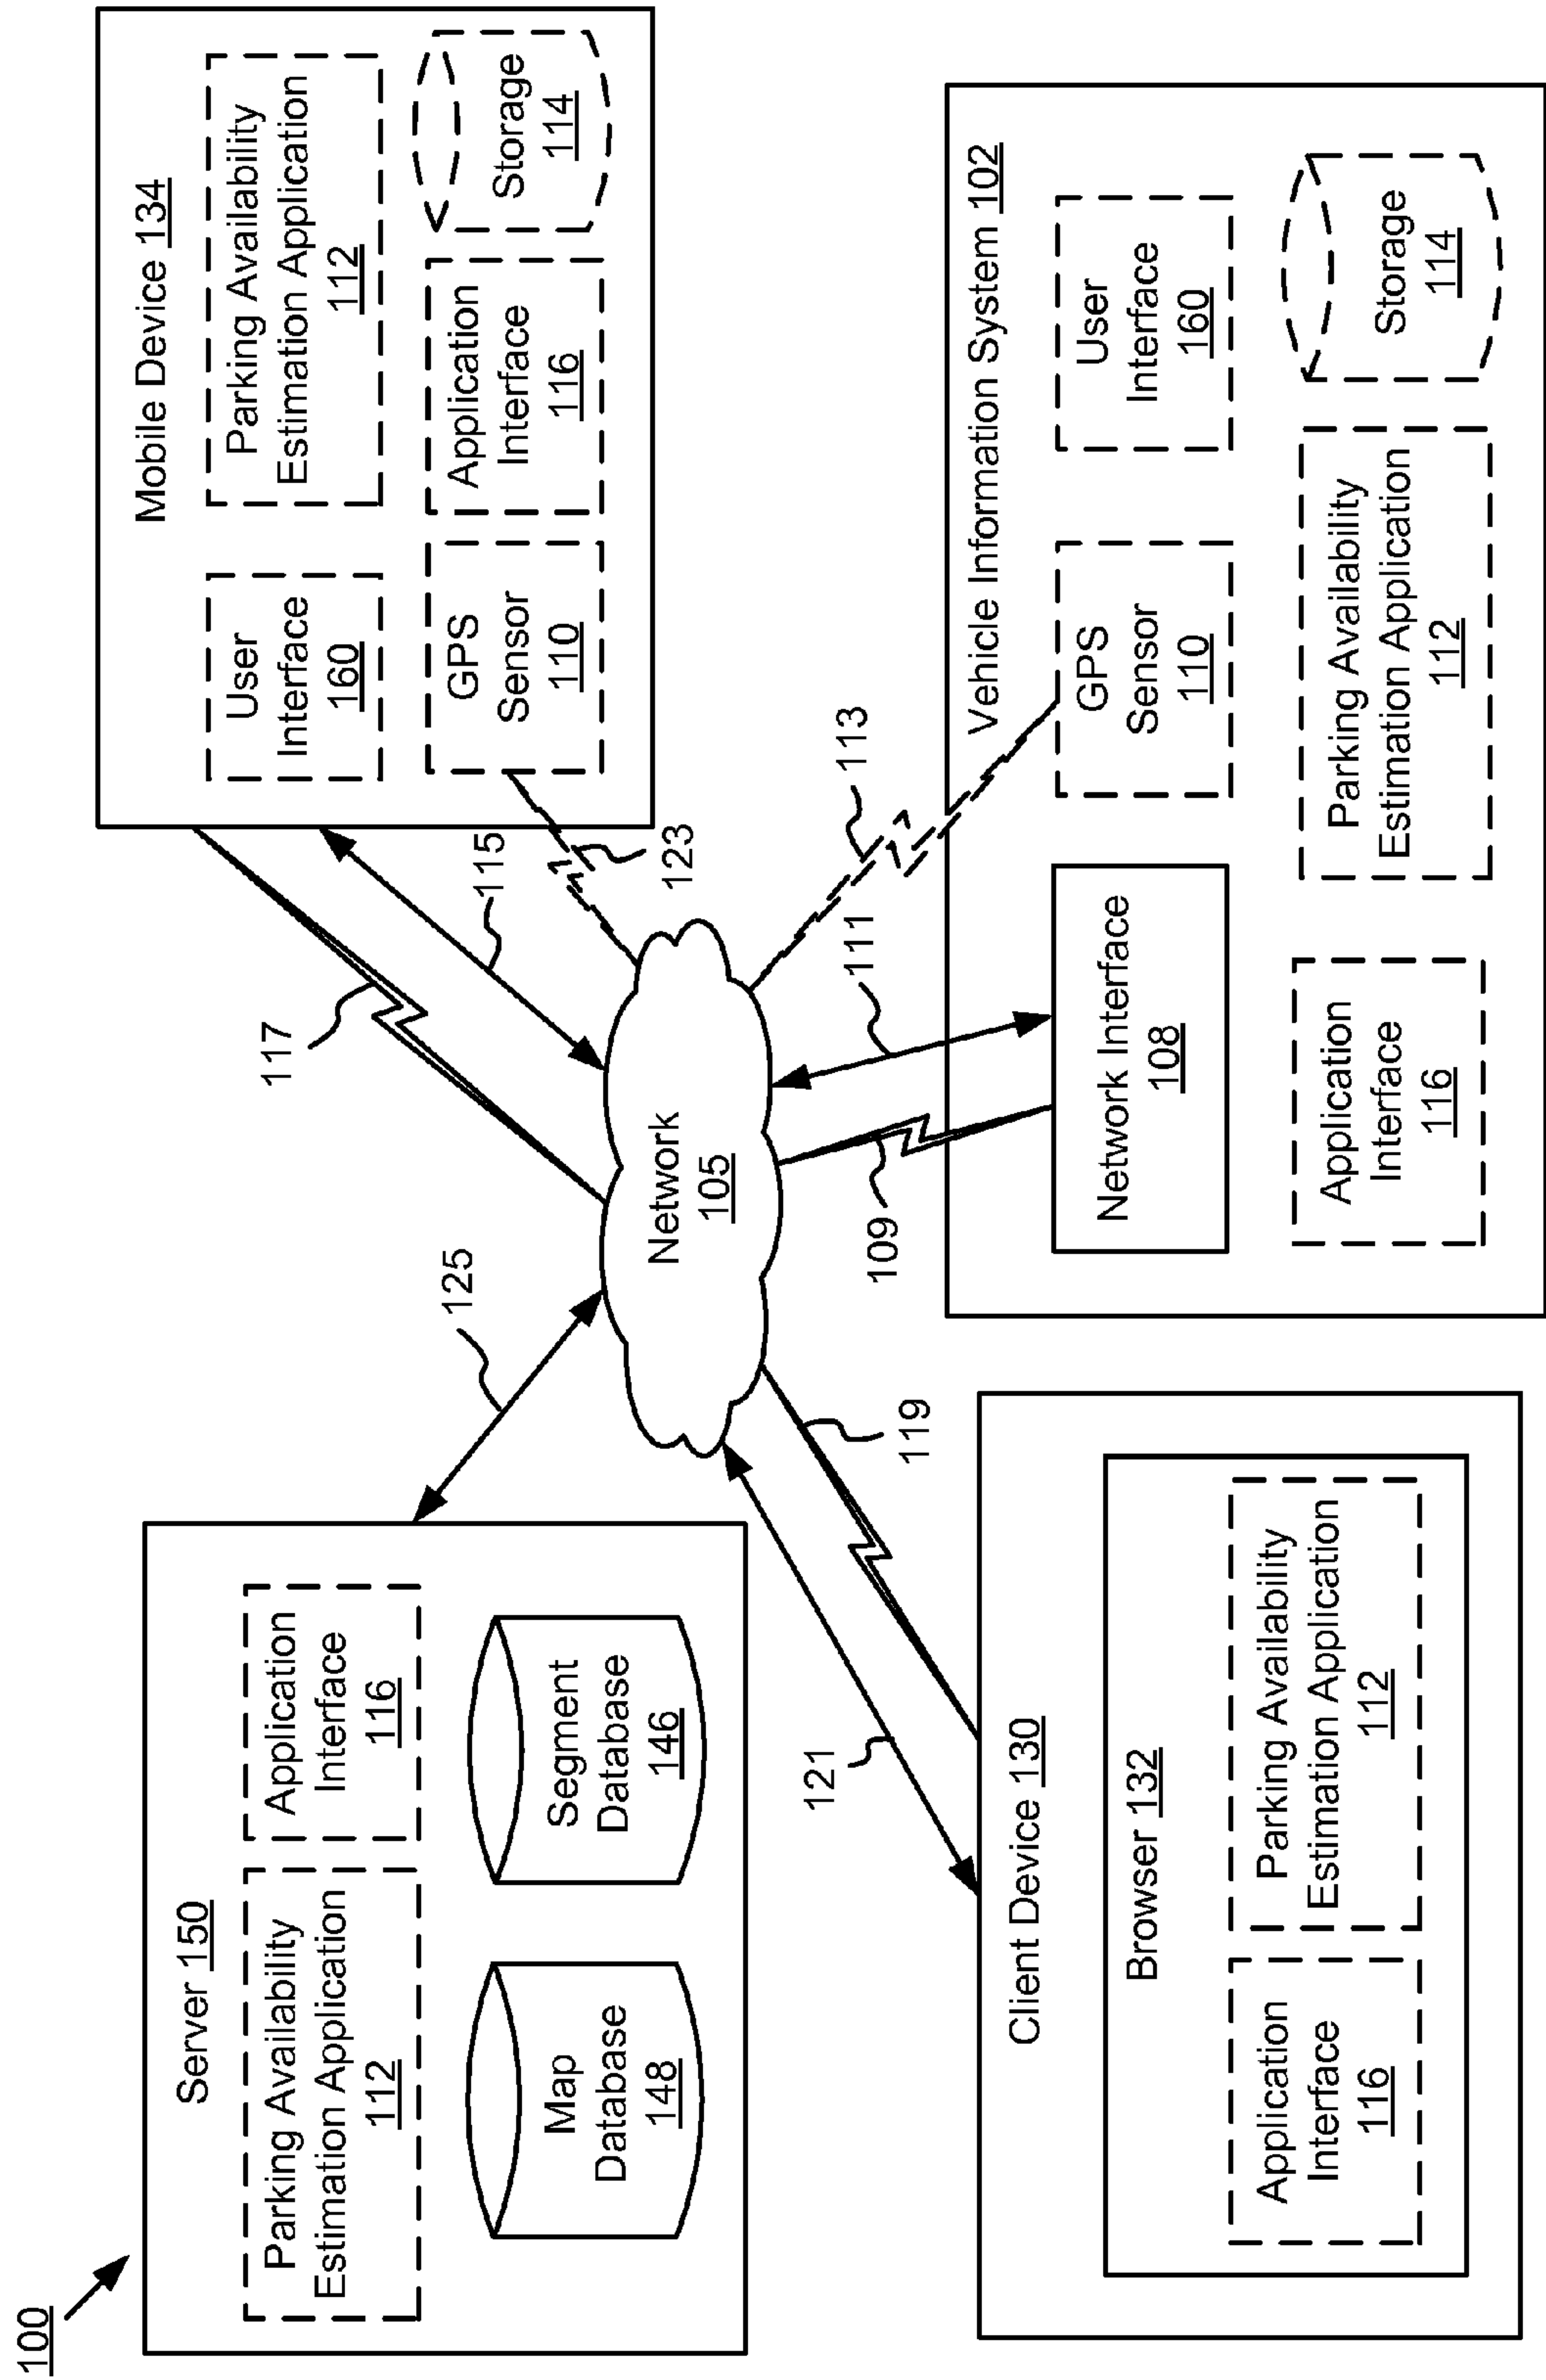 100
Server 150
Parking Availability
Estimation Application
112
Application
Interface
116
Map
Database
148
Segment
Database
146
125
117
115
123
Mobile Device 134
User
Interface
160
Parking Availability
Estimation Application
112
GPS
Sensor
110
Application
Interface
116
Storage
114
Network
105
121
119
109
111
113
Client Device 130
Browser 132
Application
Interface
116
Parking Availability
Estimation Application
112
Vehicle Information System 102
Network Interface
108
GPS
Sensor
110
User
Interface
160
Application
Interface
116
Parking Availability
Estimation Application
112
Storage
114